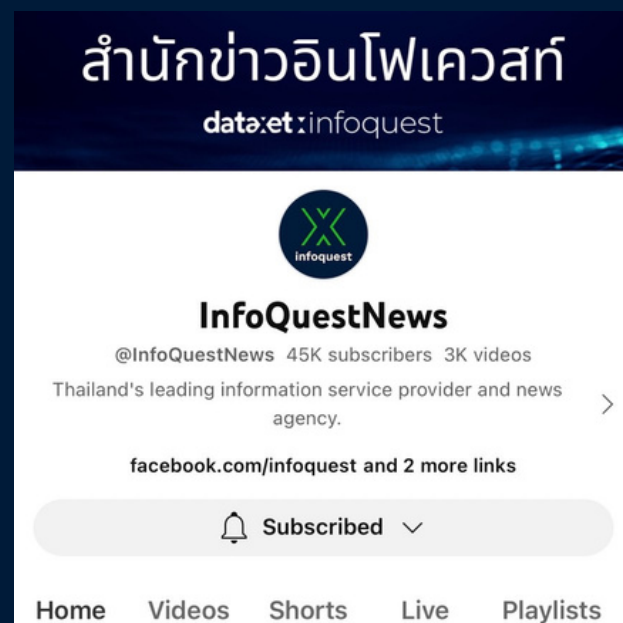 สำนักข่าวอินโฟเควสท์
dataxet:infoquest
infoquest
InfoQuestNews
@InfoQuestNews 45K subscribers 3K videos
Thailand's leading information service provider and news
agency.
facebook.com/infoquest and 2 more links
Subscribed
Home Videos Shorts Live Playlists